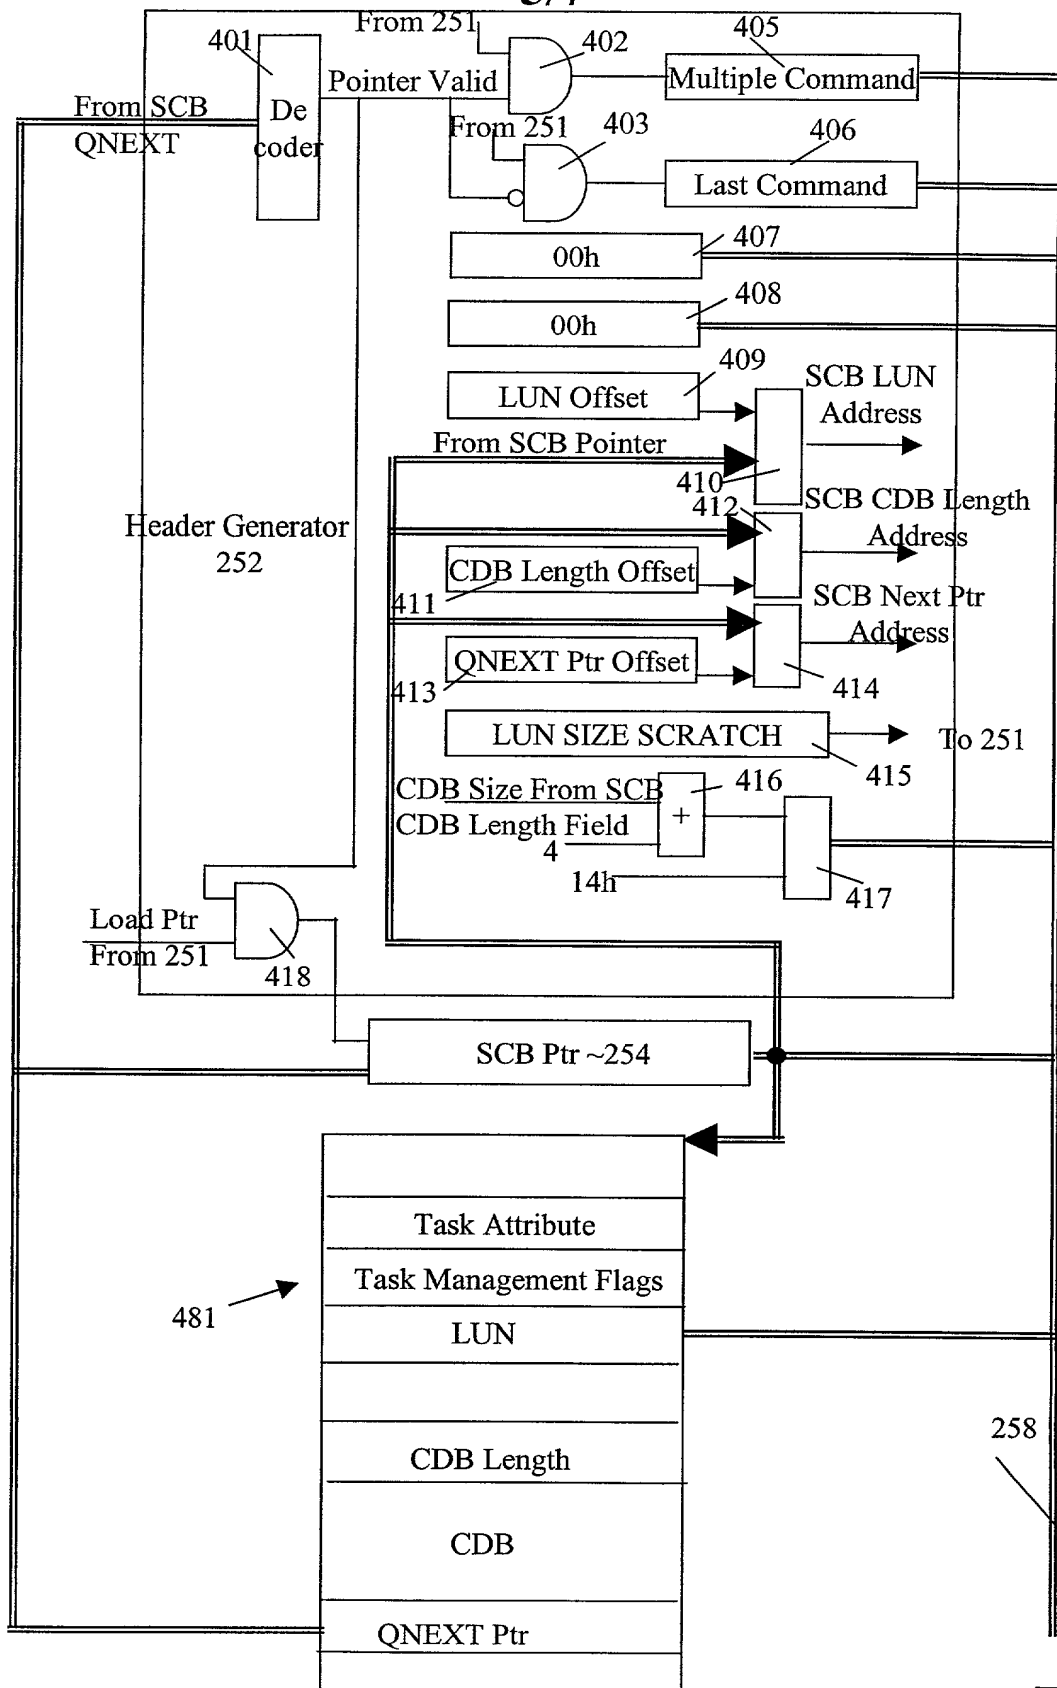 From 251
401
402
405
Pointer Valid
Multiple Command
From SCB
QNEXT
De
coder
From 251
403
406
Last Command
407
00h
408
00h
409
LUN Offset
SCB LUN
Address
From SCB Pointer
410
412
SCB CDB Length
Address
Header Generator
252
CDB Length Offset
411
SCB Next Ptr
Address
QNEXT Ptr Offset
413
414
LUN SIZE SCRATCH
To 251
415
416
CDB Size From SCB
CDB Length Field
+
4
14h
417
Load Ptr
From 251
418
SCB Ptr ~254
Task Attribute
Task Management Flags
481
LUN
258
CDB Length
CDB
QNEXT Ptr